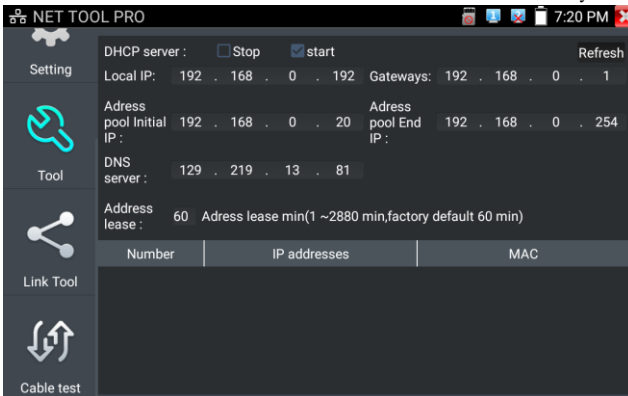 NET TOOL PRO 7:20 PM
Setting
DHCP server : Stop start Refresh
Local IP: 192 . 168 . 0 . 192 Gateways: 192 . 168 . 0 . 1
Adress pool Initial IP : 192 . 168 . 0 . 20 Adress pool End IP : 192 . 168 . 0 . 254
DNS server : 129 . 219 . 13 . 81
Tool
Address lease : 60 Adress lease min(1 ~2880 min,factory default 60 min)
Number IP addresses MAC
Link Tool
Cable test